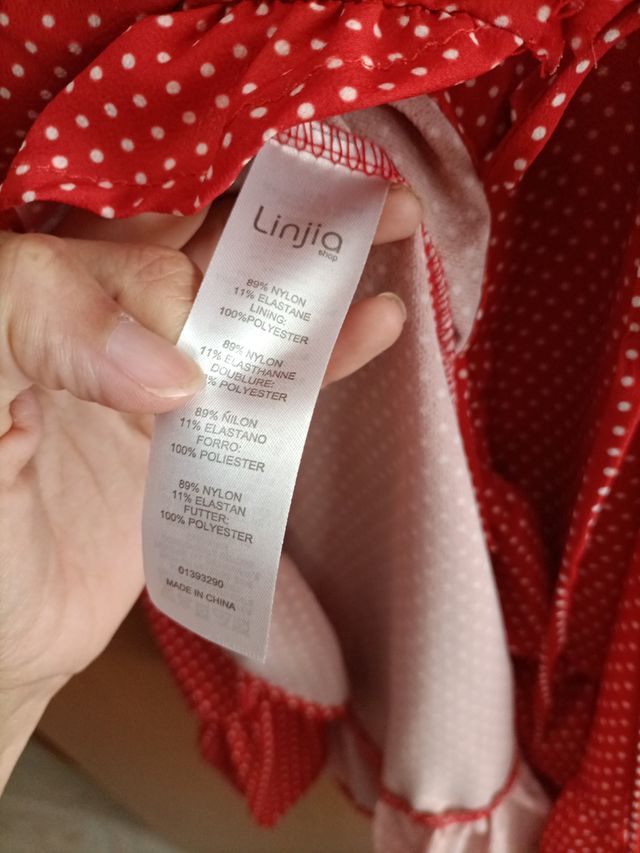 Linjia
shop
89% NYLON
11% ELASTANE
LINING:
100%POLYESTER
89% NYLON
11% ELASTHANNE
DOUBLURE:
% POLYESTER
89% ÑILON
11% ELASTANO
FORRO:
100% POLIESTER
89% NYLON
11% ELASTAN
FUTTER:
100% POLYESTER
01393290
MADE IN CHINA